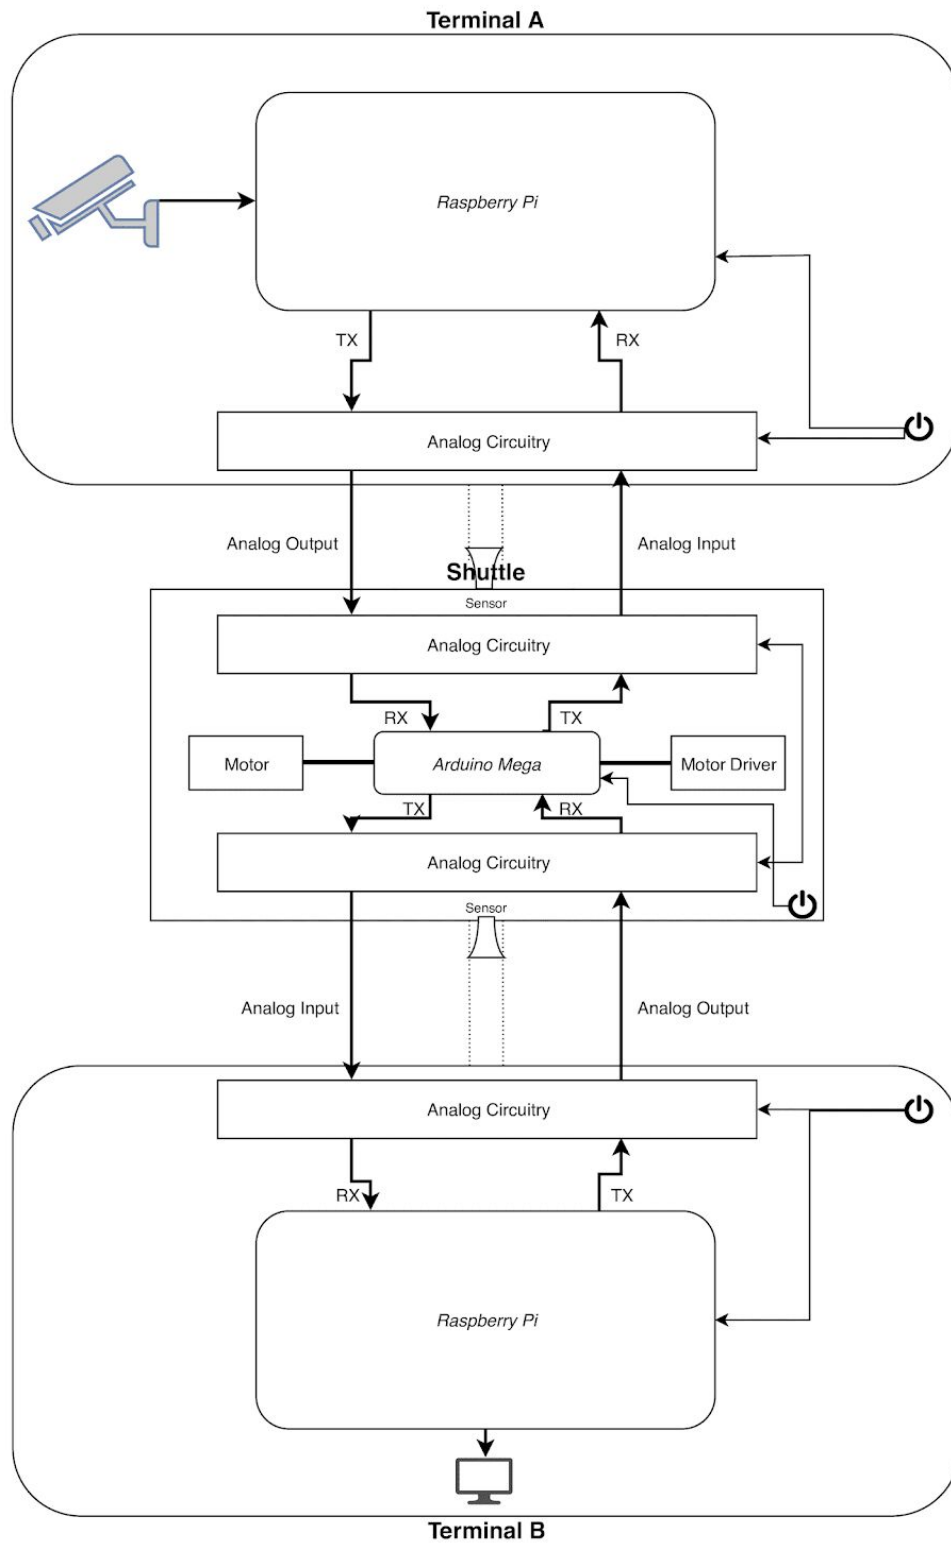 Terminal A
Raspberry Pi
TX
RX
Analog Circuitry
Analog Output
Analog Input
Shuttle
Sensor
Analog Circuitry
RX
TX
Motor
Arduino Mega
Motor Driver
TX
RX
Analog Circuitry
Sensor
Analog Input
Analog Output
Analog Circuitry
RX
TX
Raspberry Pi
Terminal B